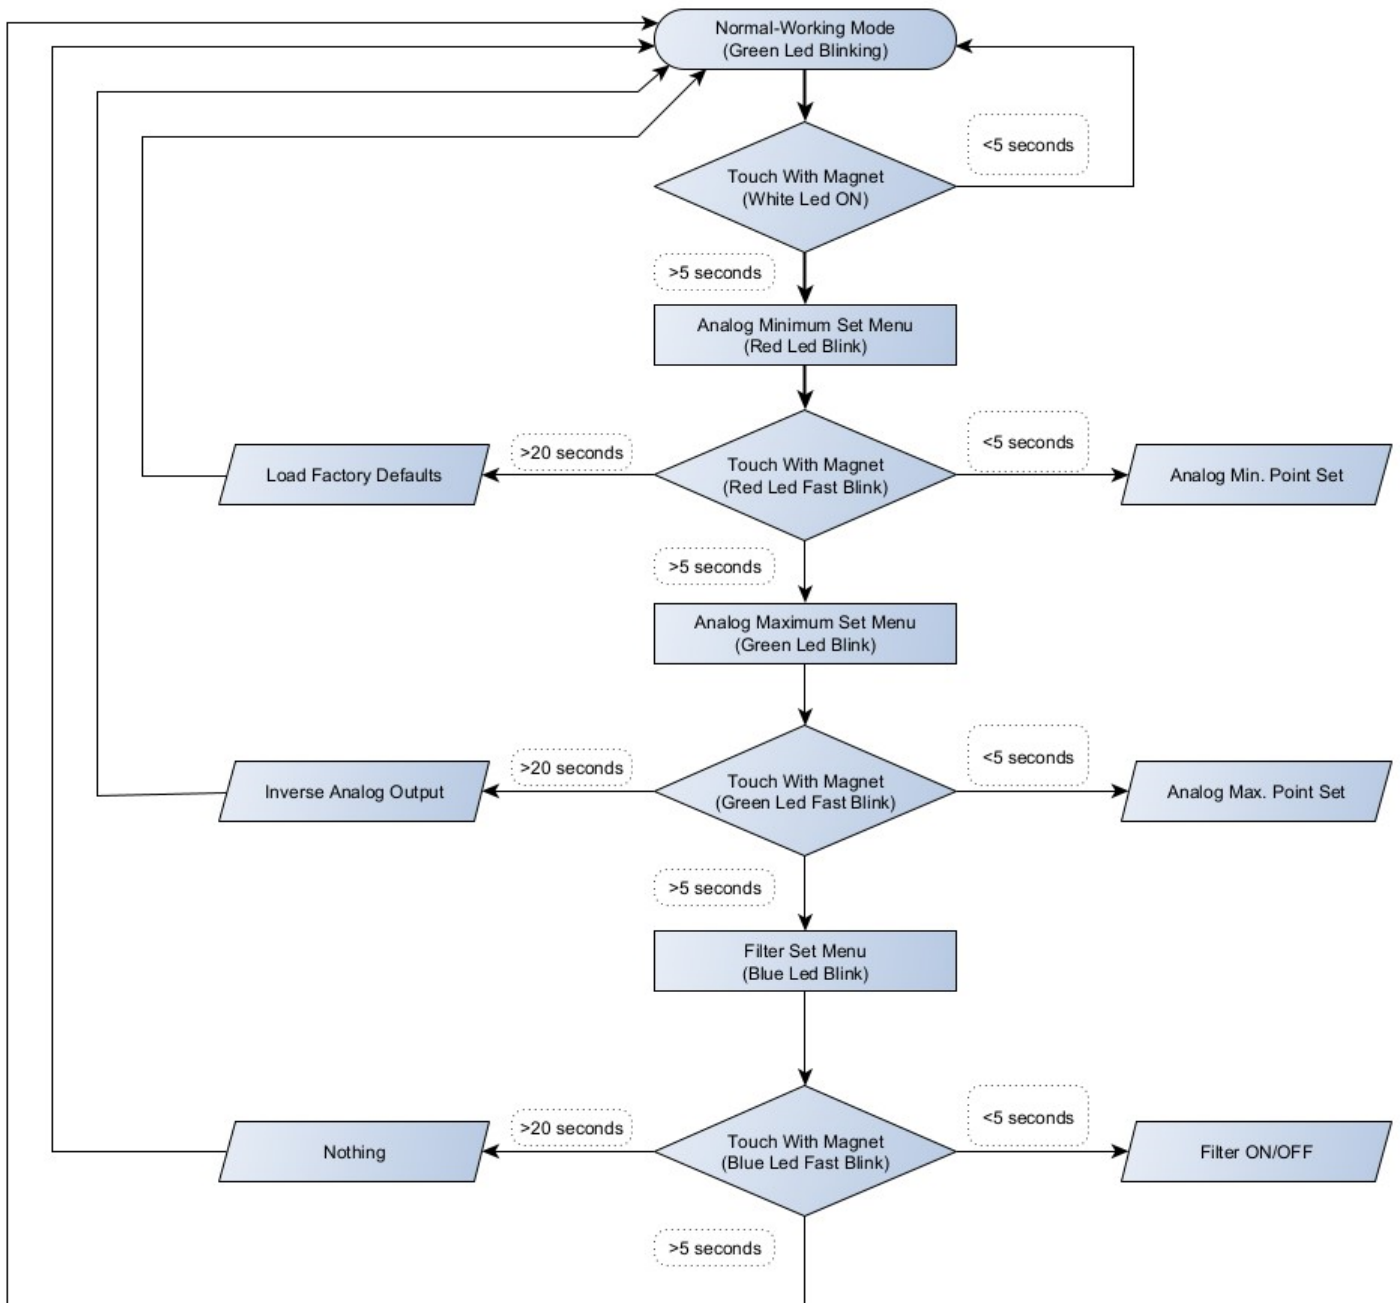 Normal-Working Mode
(Green Led Blinking)
<5 seconds
Touch With Magnet
(White Led ON)
>5 seconds
Analog Minimum Set Menu
(Red Led Blink)
>20 seconds
<5 seconds
Load Factory Defaults
Touch With Magnet
(Red Led Fast Blink)
Analog Min. Point Set
>5 seconds
Analog Maximum Set Menu
(Green Led Blink)
>20 seconds
<5 seconds
Inverse Analog Output
Touch With Magnet
(Green Led Fast Blink)
Analog Max. Point Set
>5 seconds
Filter Set Menu
(Blue Led Blink)
>20 seconds
<5 seconds
Nothing
Touch With Magnet
(Blue Led Fast Blink)
Filter ON/OFF
>5 seconds